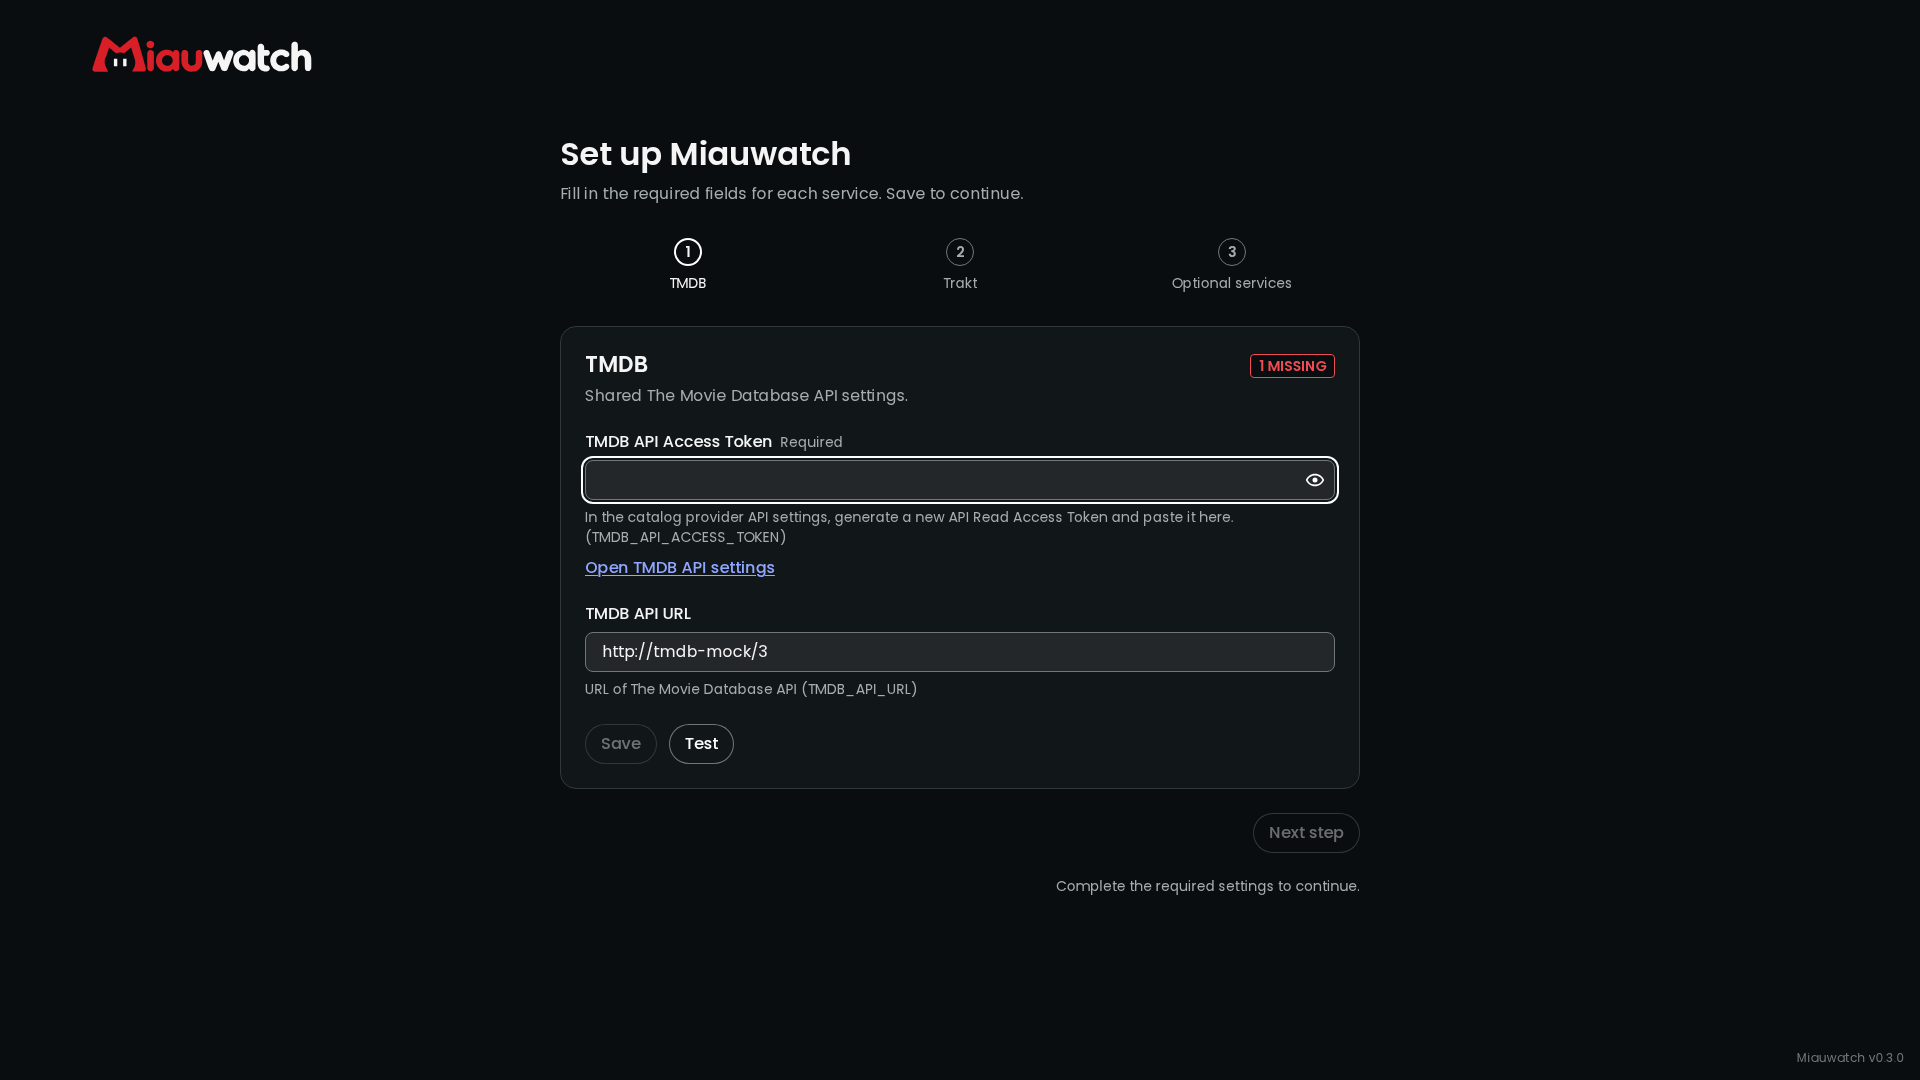 Miauwatch
Set up Miauwatch
Fill in the required fields for each service. Save to continue.
1
2
3
TMDB
Trakt
Optional services
TMDB
1 MISSING
Shared The Movie Database API settings.
TMDB API Access Token Required
In the catalog provider API settings, generate a new API Read Access Token and paste it here.
(TMDB_API_ACCESS_TOKEN)
Open TMDB API settings
TMDB API URL
http://tmdb-mock/3
URL of The Movie Database API (TMDB_API_URL)
Save
Test
Next step
Complete the required settings to continue.
Miauwatch v0.3.0